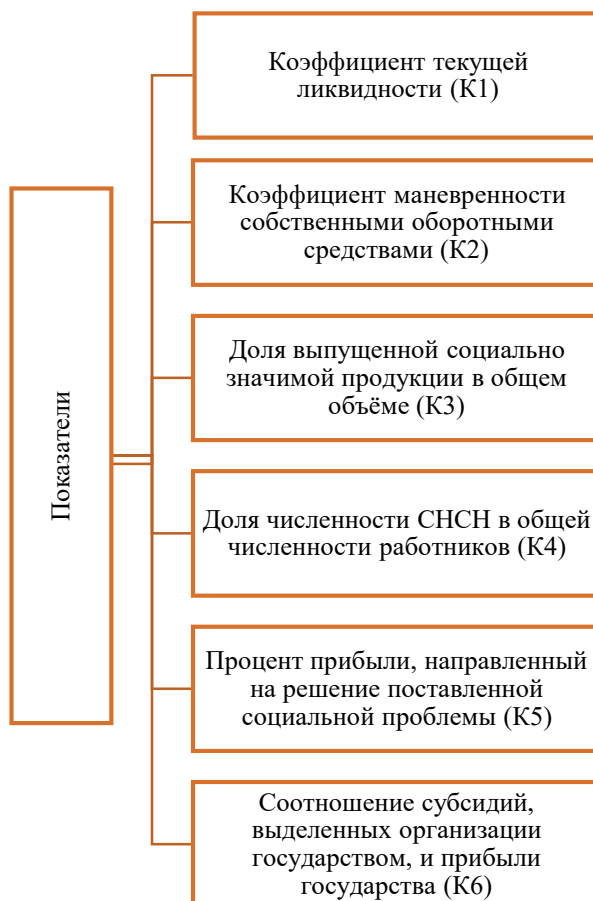 Показатели
Коэффициент текущей
ликвидности (К1)
Коэффициент маневренности
собственными оборотными
средствами (К2)
Доля выпущенной социально
значимой продукции в общем
объёме (К3)
Доля численности СНСН в общей
численности работников (К4)
Процент прибыли, направленный
на решение поставленной
социальной проблемы (К5)
Соотношение субсидий,
выделенных организации
государством, и прибыли
государства (К6)